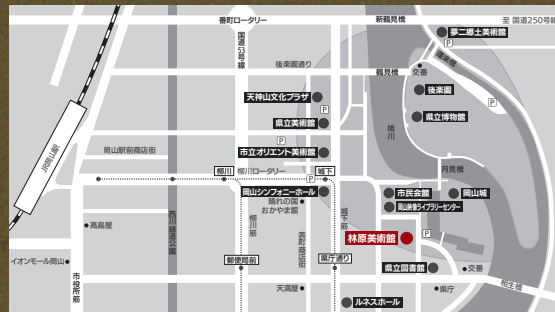 番町ロータリー
新鶴見橋
至 国道250号線
夢二郷土美術館
P
国道53号線
蓬莱橋
後楽園通り
鶴見橋
交番
後楽園
P
天神山文化プラザ
P
県立美術館
県立博物館
旭川
P
市立オリエント美術館
岡山駅前商店街
JR岡山駅
月見橋
柳川
柳川ロータリー
P
城下
岡山シンフォニーホール
市民会館
岡山城
晴れの国
おかやま館
岡山映像ライブラリーセンター
高島屋
西川緑道公園
柳川筋
表町商店街
城下筋
林原美術館
P
イオンモール岡山
郵便局前
県庁通り
県立図書館
交番
市役所筋
天満屋
県庁
相生橋
ルネスホール